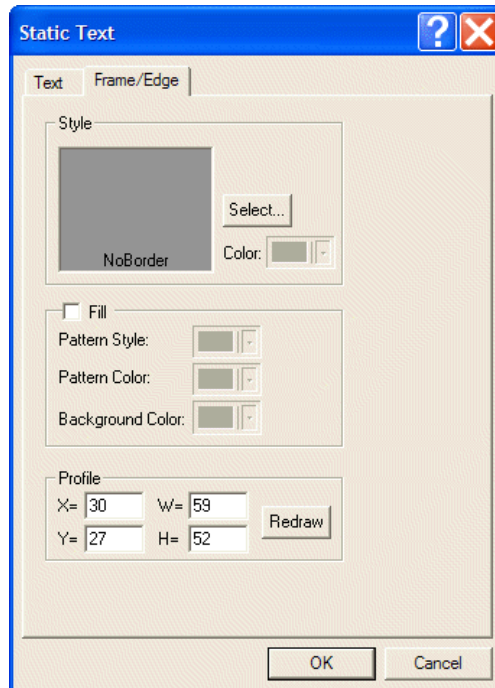 Static Text
Text Frame/Edge
Style
NoBorder
Select...
Color:
Fill
Pattern Style:
Pattern Color:
Background Color:
Profile
X= 30 W= 59
Y= 27 H= 52
Redraw
OK Cancel